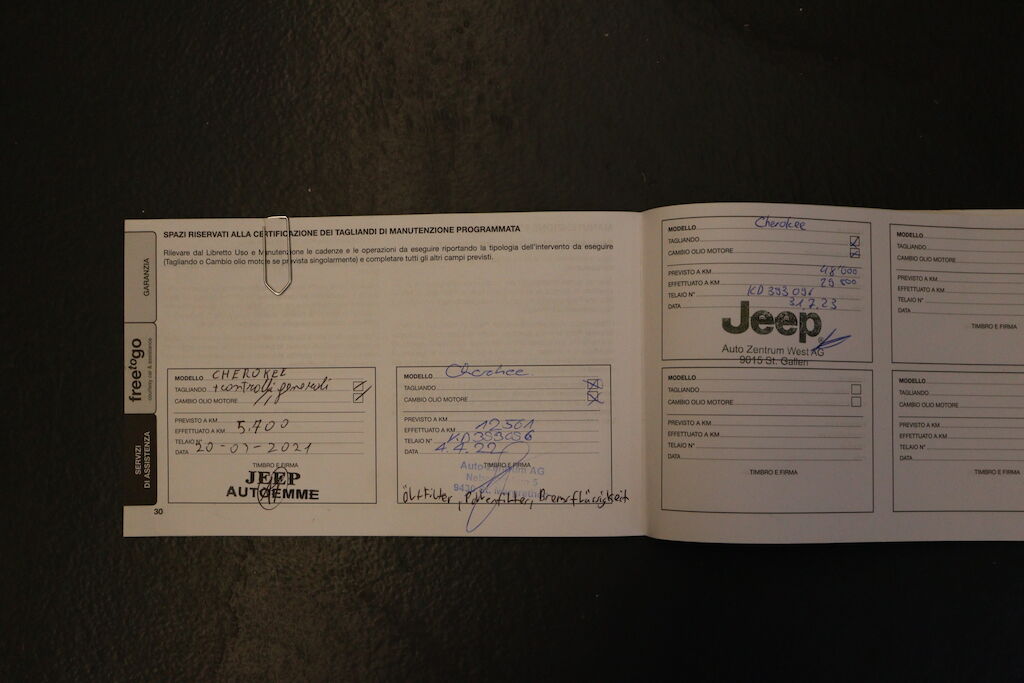 SPAZI RISERVATI ALLA CERTIFICAZIONE DEI TAGLIANDI DI MANUTENZIONE PROGRAMMATA
Rilevare dal Libretto Uso e Manutenzione le cadenze e le operazioni da eseguire riportando la tipologia dell'intervento da eseguire
(Tagliando o Cambio olio motore se prevista singolarmente) e completare tutti gli altri campi previsti.
GARANZIA
freetogo
SERVIZI
DI ASSISTENZA
MODELLO CHEROKEE
TAGLIANDO + controlli generali
CAMBIO OLIO MOTORE
PREVISTO A KM
EFFETTUATO A KM 5.700
TELAIO N°
DATA 20-07-2021
TIMBRO E FIRMA
JEEP
AUTOEMME
30
MODELLO Cherokee
TAGLIANDO
CAMBIO OLIO MOTORE
PREVISTO A KM
EFFETTUATO A KM 12561
TELAIO N° KD393096
DATA 4.4.22
TIMBRO E FIRMA
Ölfilter, Pollenfilter, Bremsflüssigkeit
MODELLO Cherokee
TAGLIANDO
CAMBIO OLIO MOTORE
PREVISTO A KM 48'000
EFFETTUATO A KM 29'800
TELAIO N° KD 393 096
DATA 31.7.23
Jeep
Auto Zentrum West AG
9015 St. Gallen
MODELLO
TAGLIANDO
CAMBIO OLIO MOTORE
PREVISTO A KM
EFFETTUATO A KM
TELAIO N°
DATA
TIMBRO E FIRMA
MODELLO
TAGLIANDO
CAMBIO OLIO MOTORE
PREVISTO A KM
EFFETTUATO A KM
TELAIO N°
DATA
TIMBRO E FIRMA
MODELLO
TAGLIANDO
CAMBIO OLIO MOTORE
PREVISTO A KM
EFFETTUATO A KM
TELAIO N°
DATA
TIMBRO E FIRMA